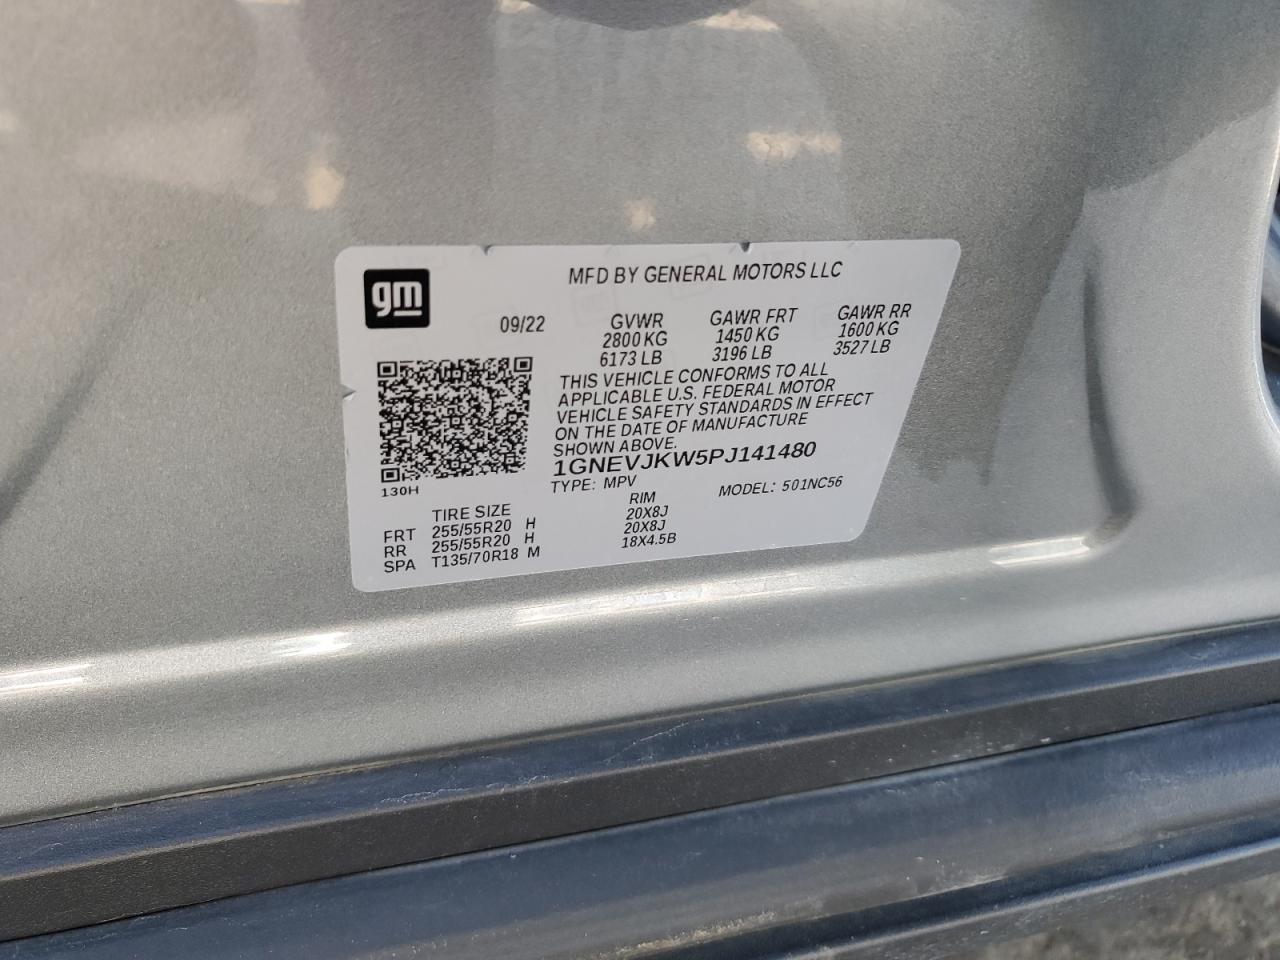 gm
MFD BY GENERAL MOTORS LLC
09/22 GVWR GAWR FRT GAWR RR
2800 KG 1450 KG 1600 KG
6173 LB 3196 LB 3527 LB
THIS VEHICLE CONFORMS TO ALL
APPLICABLE U.S. FEDERAL MOTOR
VEHICLE SAFETY STANDARDS IN EFFECT
ON THE DATE OF MANUFACTURE
SHOWN ABOVE.
1GNEVJKW5PJ141480
130H
TYPE: MPV MODEL: 501NC56
TIRE SIZE RIM
FRT 255/55R20 H 20X8J
RR 255/55R20 H 20X8J
SPA T135/70R18 M 18X4.5B